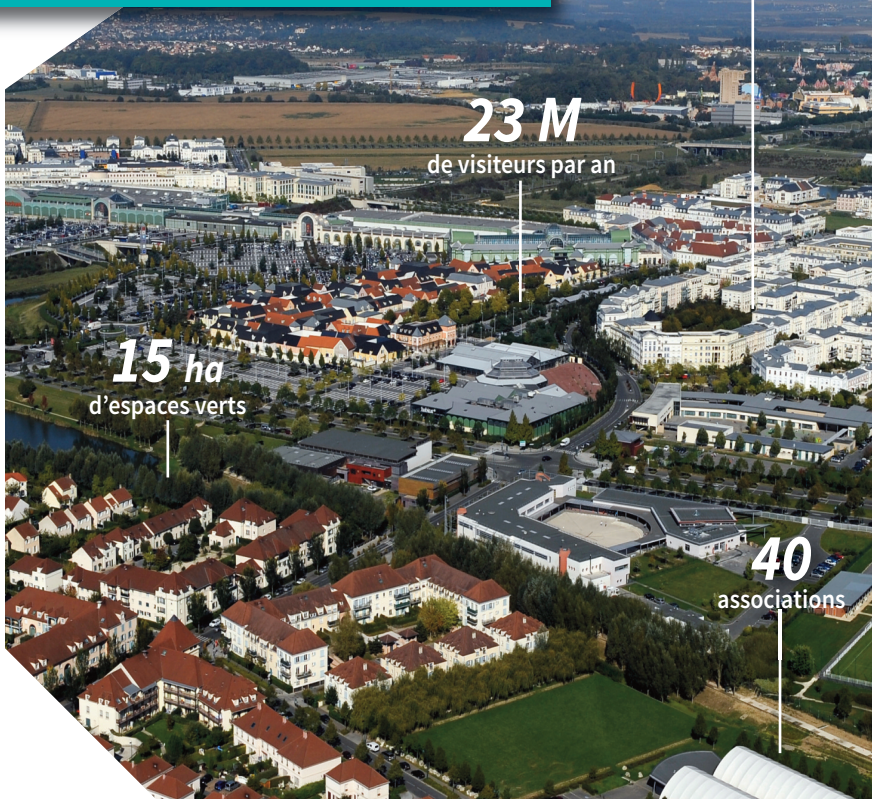 23 M
de visiteurs par an
15 ha
d'espaces verts
40
associations